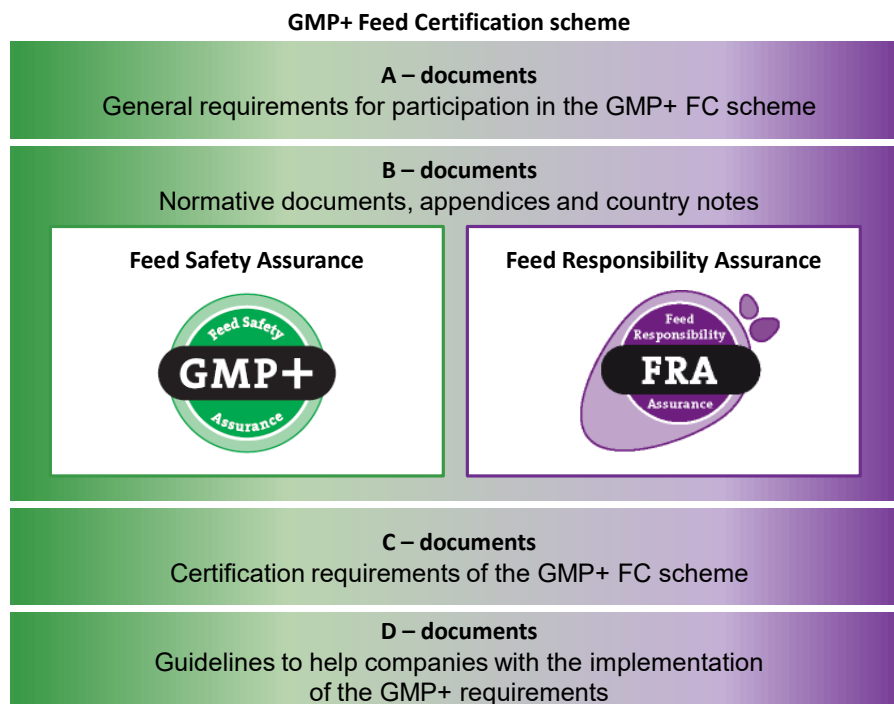 GMP+ Feed Certification scheme
A – documents
General requirements for participation in the GMP+ FC scheme
B – documents
Normative documents, appendices and country notes
Feed Safety Assurance
Feed Safety
GMP+
Assurance
Feed Responsibility Assurance
Feed
Responsibility
FRA
Assurance
C – documents
Certification requirements of the GMP+ FC scheme
D – documents
Guidelines to help companies with the implementation
of the GMP+ requirements